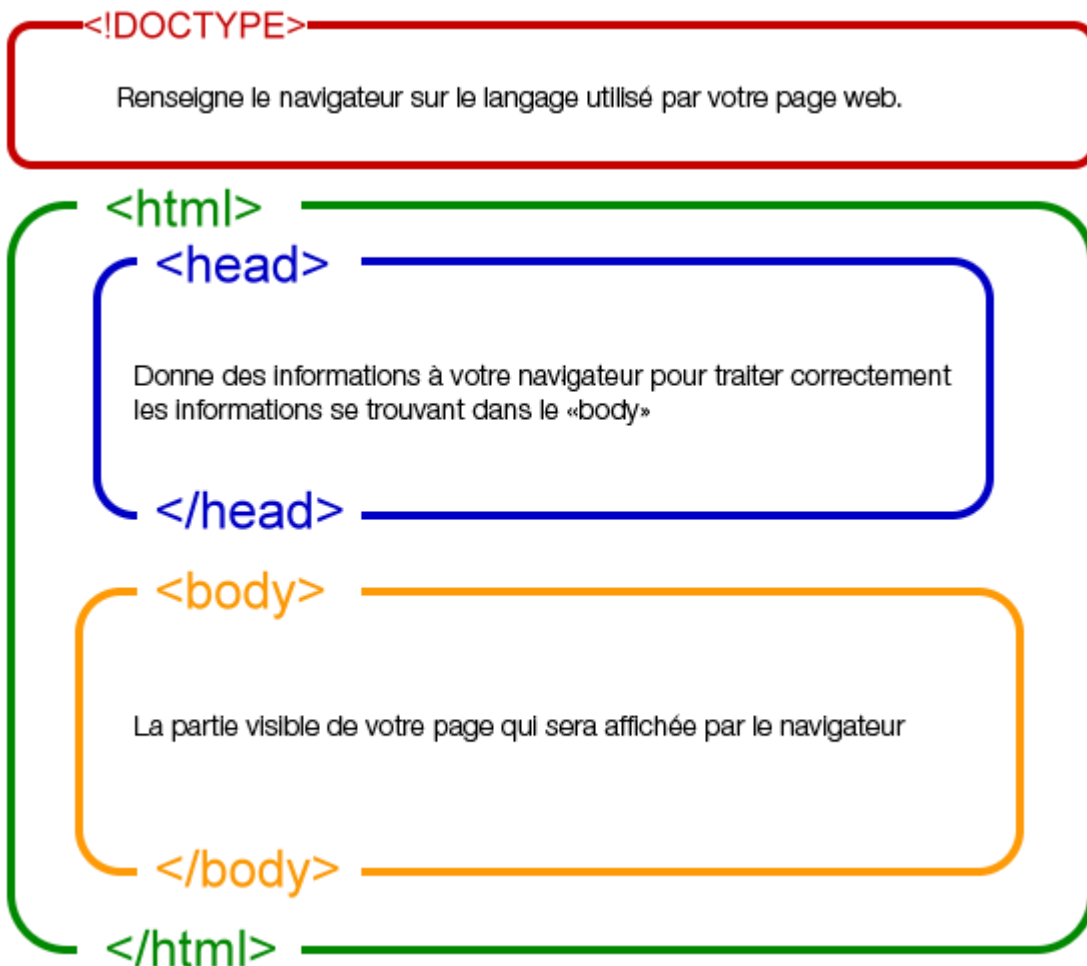 <!DOCTYPE>
Renseigne le navigateur sur le langage utilisé par votre page web.
<html>
<head>
Donne des informations à votre navigateur pour traiter correctement
les informations se trouvant dans le «body»
</head>
<body>
La partie visible de votre page qui sera affichée par le navigateur
</body>
</html>